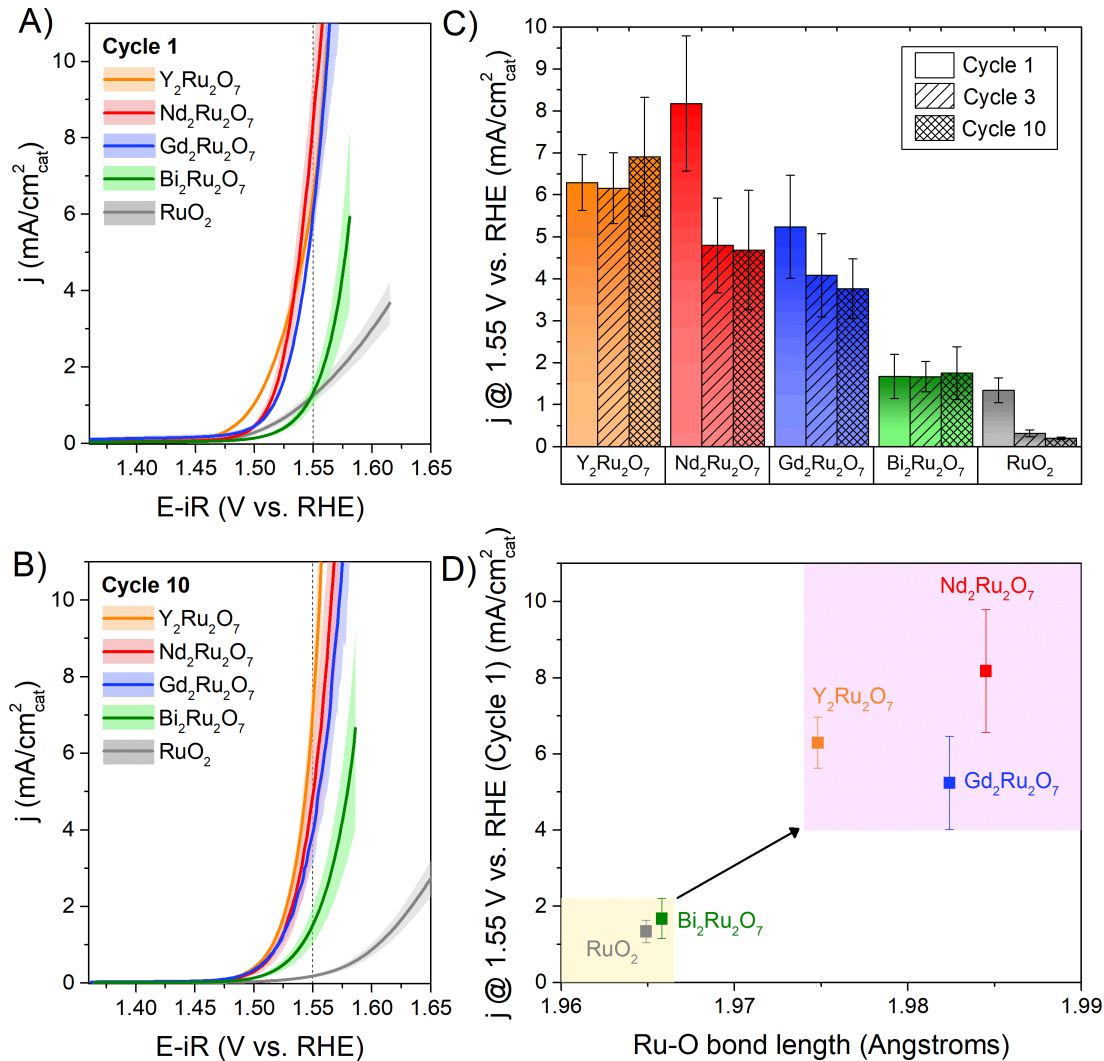 A)
Cycle 1
Y₂Ru₂O₇
Nd₂Ru₂O₇
Gd₂Ru₂O₇
Bi₂Ru₂O₇
RuO₂
j (mA/cm²cat)
10
8
6
4
2
0
1.40 1.45 1.50 1.55 1.60 1.65
E-iR (V vs. RHE)
B)
Cycle 10
Y₂Ru₂O₇
Nd₂Ru₂O₇
Gd₂Ru₂O₇
Bi₂Ru₂O₇
RuO₂
j (mA/cm²cat)
10
8
6
4
2
0
1.40 1.45 1.50 1.55 1.60 1.65
E-iR (V vs. RHE)
C)
Cycle 1
Cycle 3
Cycle 10
j @ 1.55 V vs. RHE (mA/cm²cat)
10
9
8
7
6
5
4
3
2
1
0
Y₂Ru₂O₇ Nd₂Ru₂O₇ Gd₂Ru₂O₇ Bi₂Ru₂O₇ RuO₂
D)
j @ 1.55 V vs. RHE (Cycle 1) (mA/cm²cat)
10
8
6
4
2
0
Nd₂Ru₂O₇
Y₂Ru₂O₇
Gd₂Ru₂O₇
Bi₂Ru₂O₇
RuO₂
1.96 1.97 1.98 1.99
Ru-O bond length (Angstroms)